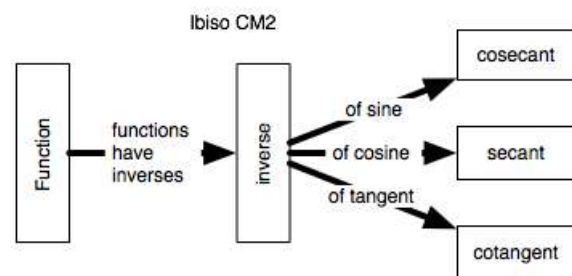 Ibiso CM2
Function
functions
have
inverses
inverse
of sine
of cosine
of tangent
cosecant
secant
cotangent